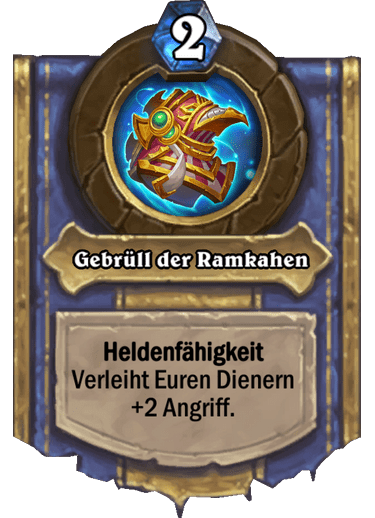 2
Gebrüll der Ramkahen
Heldenfähigkeit
Verleiht Euren Dienern
+2 Angriff.